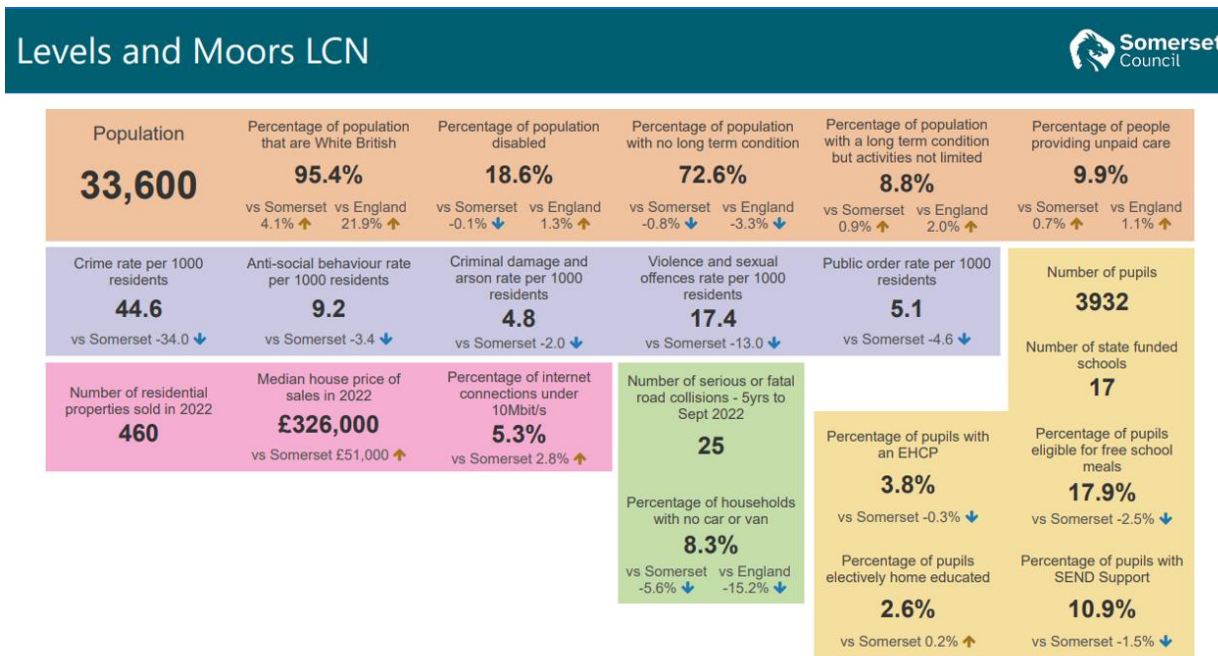 Levels and Moors LCN
Somerset
Council
Population
33,600
Percentage of population
that are White British
95.4%
vs Somerset vs England
4.1% ↑ 21.9% ↑
Percentage of population
disabled
18.6%
vs Somerset vs England
-0.1% ↓ 1.3% ↑
Percentage of population
with no long term condition
72.6%
vs Somerset vs England
-0.8% ↓ -3.3% ↓
Percentage of population
with a long term condition
but activities not limited
8.8%
vs Somerset vs England
0.9% ↑ 2.0% ↑
Percentage of people
providing unpaid care
9.9%
vs Somerset vs England
0.7% ↑ 1.1% ↑
Crime rate per 1000
residents
44.6
vs Somerset -34.0 ↓
Anti-social behaviour rate
per 1000 residents
9.2
vs Somerset -3.4 ↓
Criminal damage and
arson rate per 1000
residents
4.8
vs Somerset -2.0 ↓
Violence and sexual
offences rate per 1000
residents
17.4
vs Somerset -13.0 ↓
Public order rate per 1000
residents
5.1
vs Somerset -4.6 ↓
Number of pupils
3932
Number of state funded
schools
17
Number of residential
properties sold in 2022
460
Median house price of
sales in 2022
£326,000
vs Somerset £51,000 ↑
Percentage of internet
connections under
10Mbit/s
5.3%
vs Somerset 2.8% ↑
Number of serious or fatal
road collisions - 5yrs to
Sept 2022
25
Percentage of households
with no car or van
8.3%
vs Somerset vs England
-5.6% ↓ -15.2% ↓
Percentage of pupils with
an EHCP
3.8%
vs Somerset -0.3% ↓
Percentage of pupils
eligible for free school
meals
17.9%
vs Somerset -2.5% ↓
Percentage of pupils
electively home educated
2.6%
vs Somerset 0.2% ↑
Percentage of pupils with
SEND Support
10.9%
vs Somerset -1.5% ↓